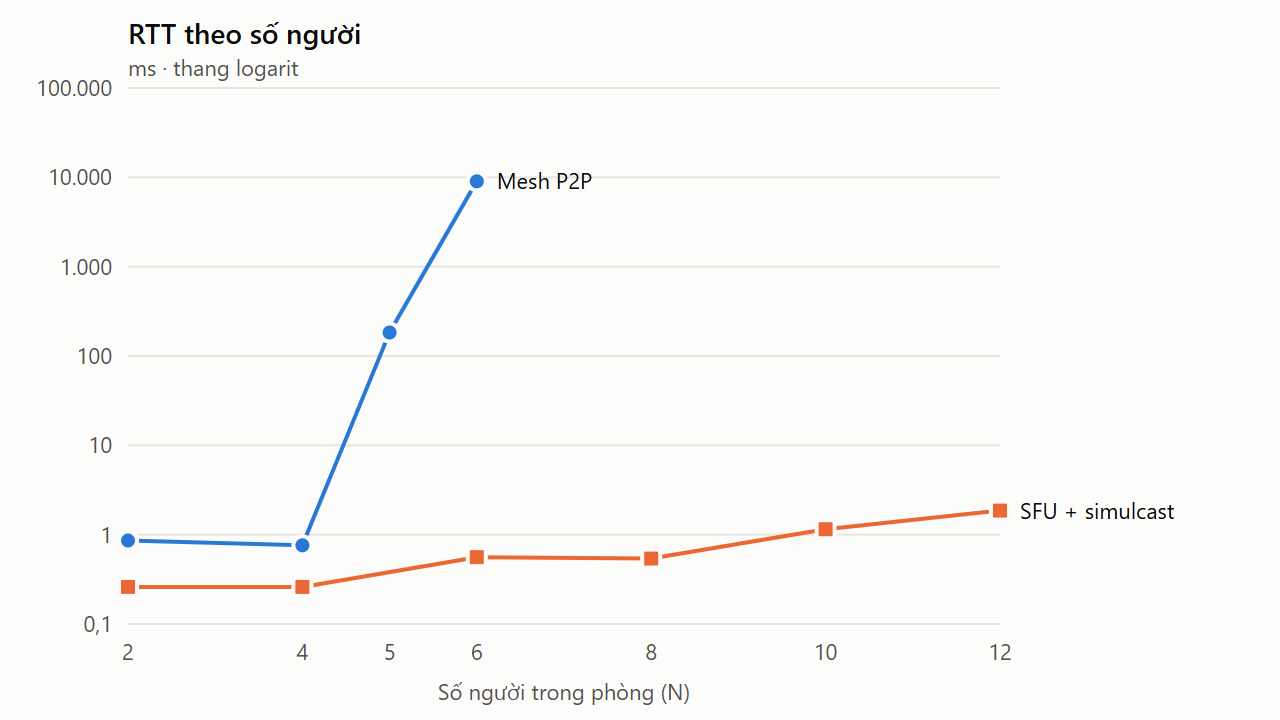 RTT theo số người
ms · thang logarit
100.000
10.000
Mesh P2P
1.000
100
10
SFU + simulcast
1
0,1
2 4 5 6 8 10 12
Số người trong phòng (N)